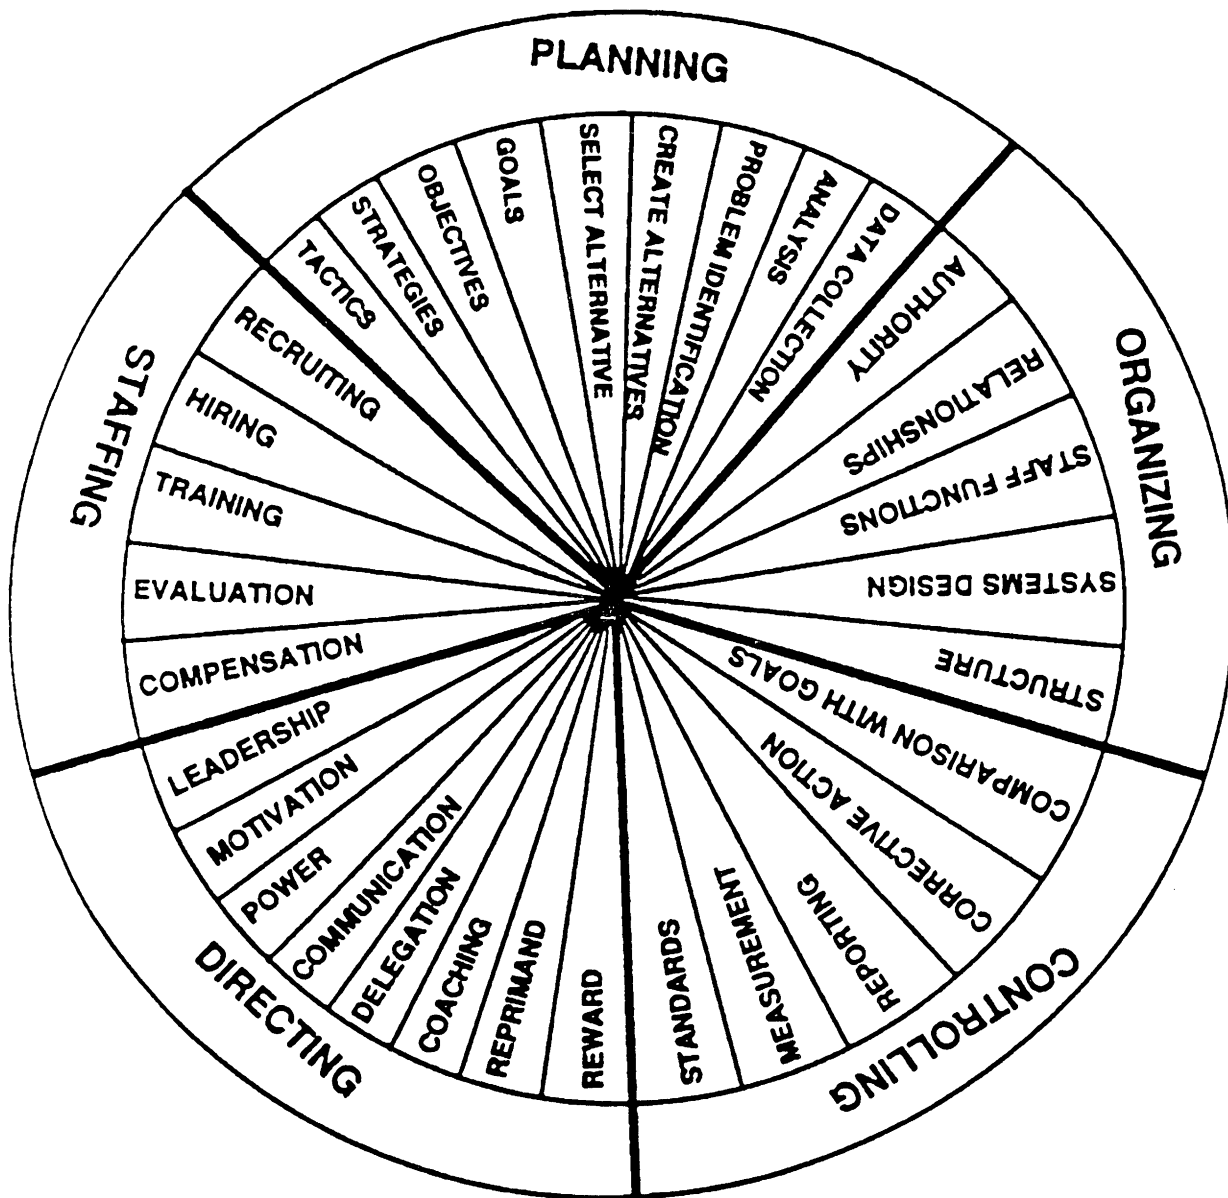 PLANNING
TACTICS
STRATEGIES
OBJECTIVES
GOALS
SELECT ALTERNATIVE
CREATE ALTERNATIVES
PROBLEM IDENTIFICATION
ANALYSIS
DATA COLLECTION
ORGANIZING
AUTHORITY
RELATIONSHIPS
STAFF FUNCTIONS
SYSTEMS DESIGN
STRUCTURE
CONTROLLING
COMPARISON WITH GOALS
CORRECTIVE ACTION
REPORTING
MEASUREMENT
STANDARDS
DIRECTING
REWARD
REPRIMAND
COACHING
DELEGATION
COMMUNICATION
POWER
MOTIVATION
LEADERSHIP
STAFFING
COMPENSATION
EVALUATION
TRAINING
HIRING
RECRUITING